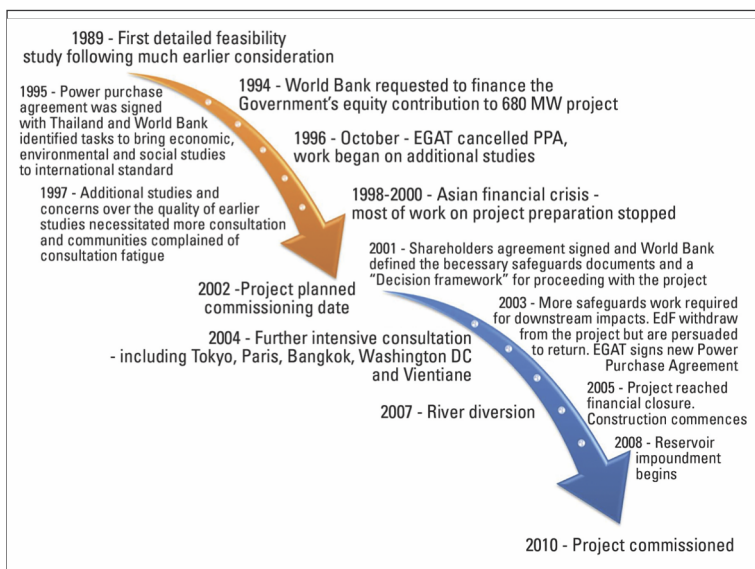 1989 - First detailed feasibility
study following much earlier consideration
1994 - World Bank requested to finance the
Government's equity contribution to 680 MW project
1995 - Power purchase
agreement was signed
with Thailand and World Bank
identified tasks to bring economic,
environmental and social studies
to international standard
1996 - October - EGAT cancelled PPA,
work began on additional studies
1997 - Additional studies and
concerns over the quality of earlier
studies necessitated more consultation
and communities complained of
consultation fatigue
1998-2000 - Asian financial crisis -
most of work on project preparation stopped
2001 - Shareholders agreement signed and World Bank
defined the becessary safeguards documents and a
“Decision framework” for proceeding with the project
2002 -Project planned
commissioning date
2003 - More safeguards work required
for downstream impacts. EdF withdraw
from the project but are persuaded
to return. EGAT signs new Power
Purchase Agreement
2004 - Further intensive consultation
- including Tokyo, Paris, Bangkok, Washington DC
and Vientiane
2005 - Project reached
financial closure.
Construction commences
2007 - River diversion
2008 - Reservoir
impoundment
begins
2010 - Project commissioned